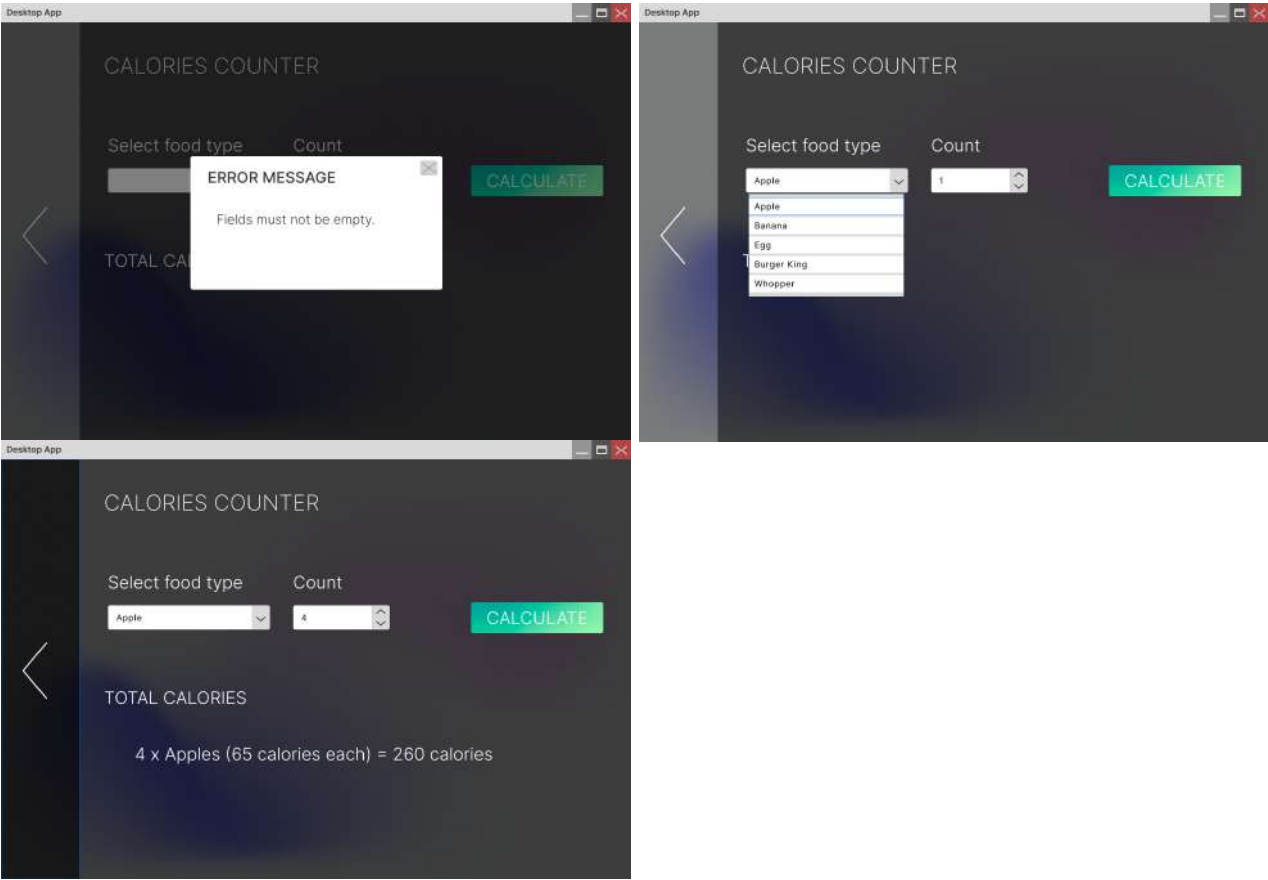 Desktop App
CALORIES COUNTER
Select food type Count
CALCULATE
ERROR MESSAGE
Fields must not be empty.
TOTAL CAL
Desktop App
CALORIES COUNTER
Select food type Count
Apple 1 CALCULATE
Apple
Banana
Egg
Burger King
Whopper
T
Desktop App
CALORIES COUNTER
Select food type Count
Apple 4 CALCULATE
TOTAL CALORIES
4 x Apples (65 calories each) = 260 calories